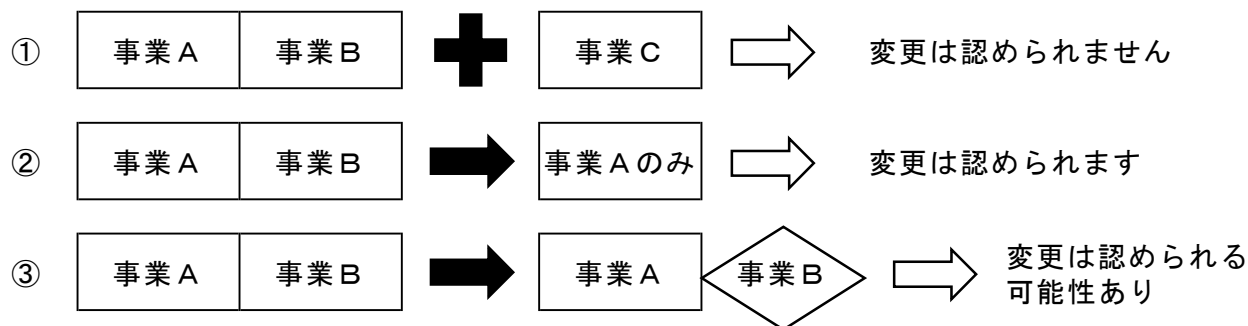 ① 事業A 事業B 事業C 変更は認められません
② 事業A 事業B 事業Aのみ 変更は認められます
③ 事業A 事業B 事業A 事業B 変更は認められる
可能性あり